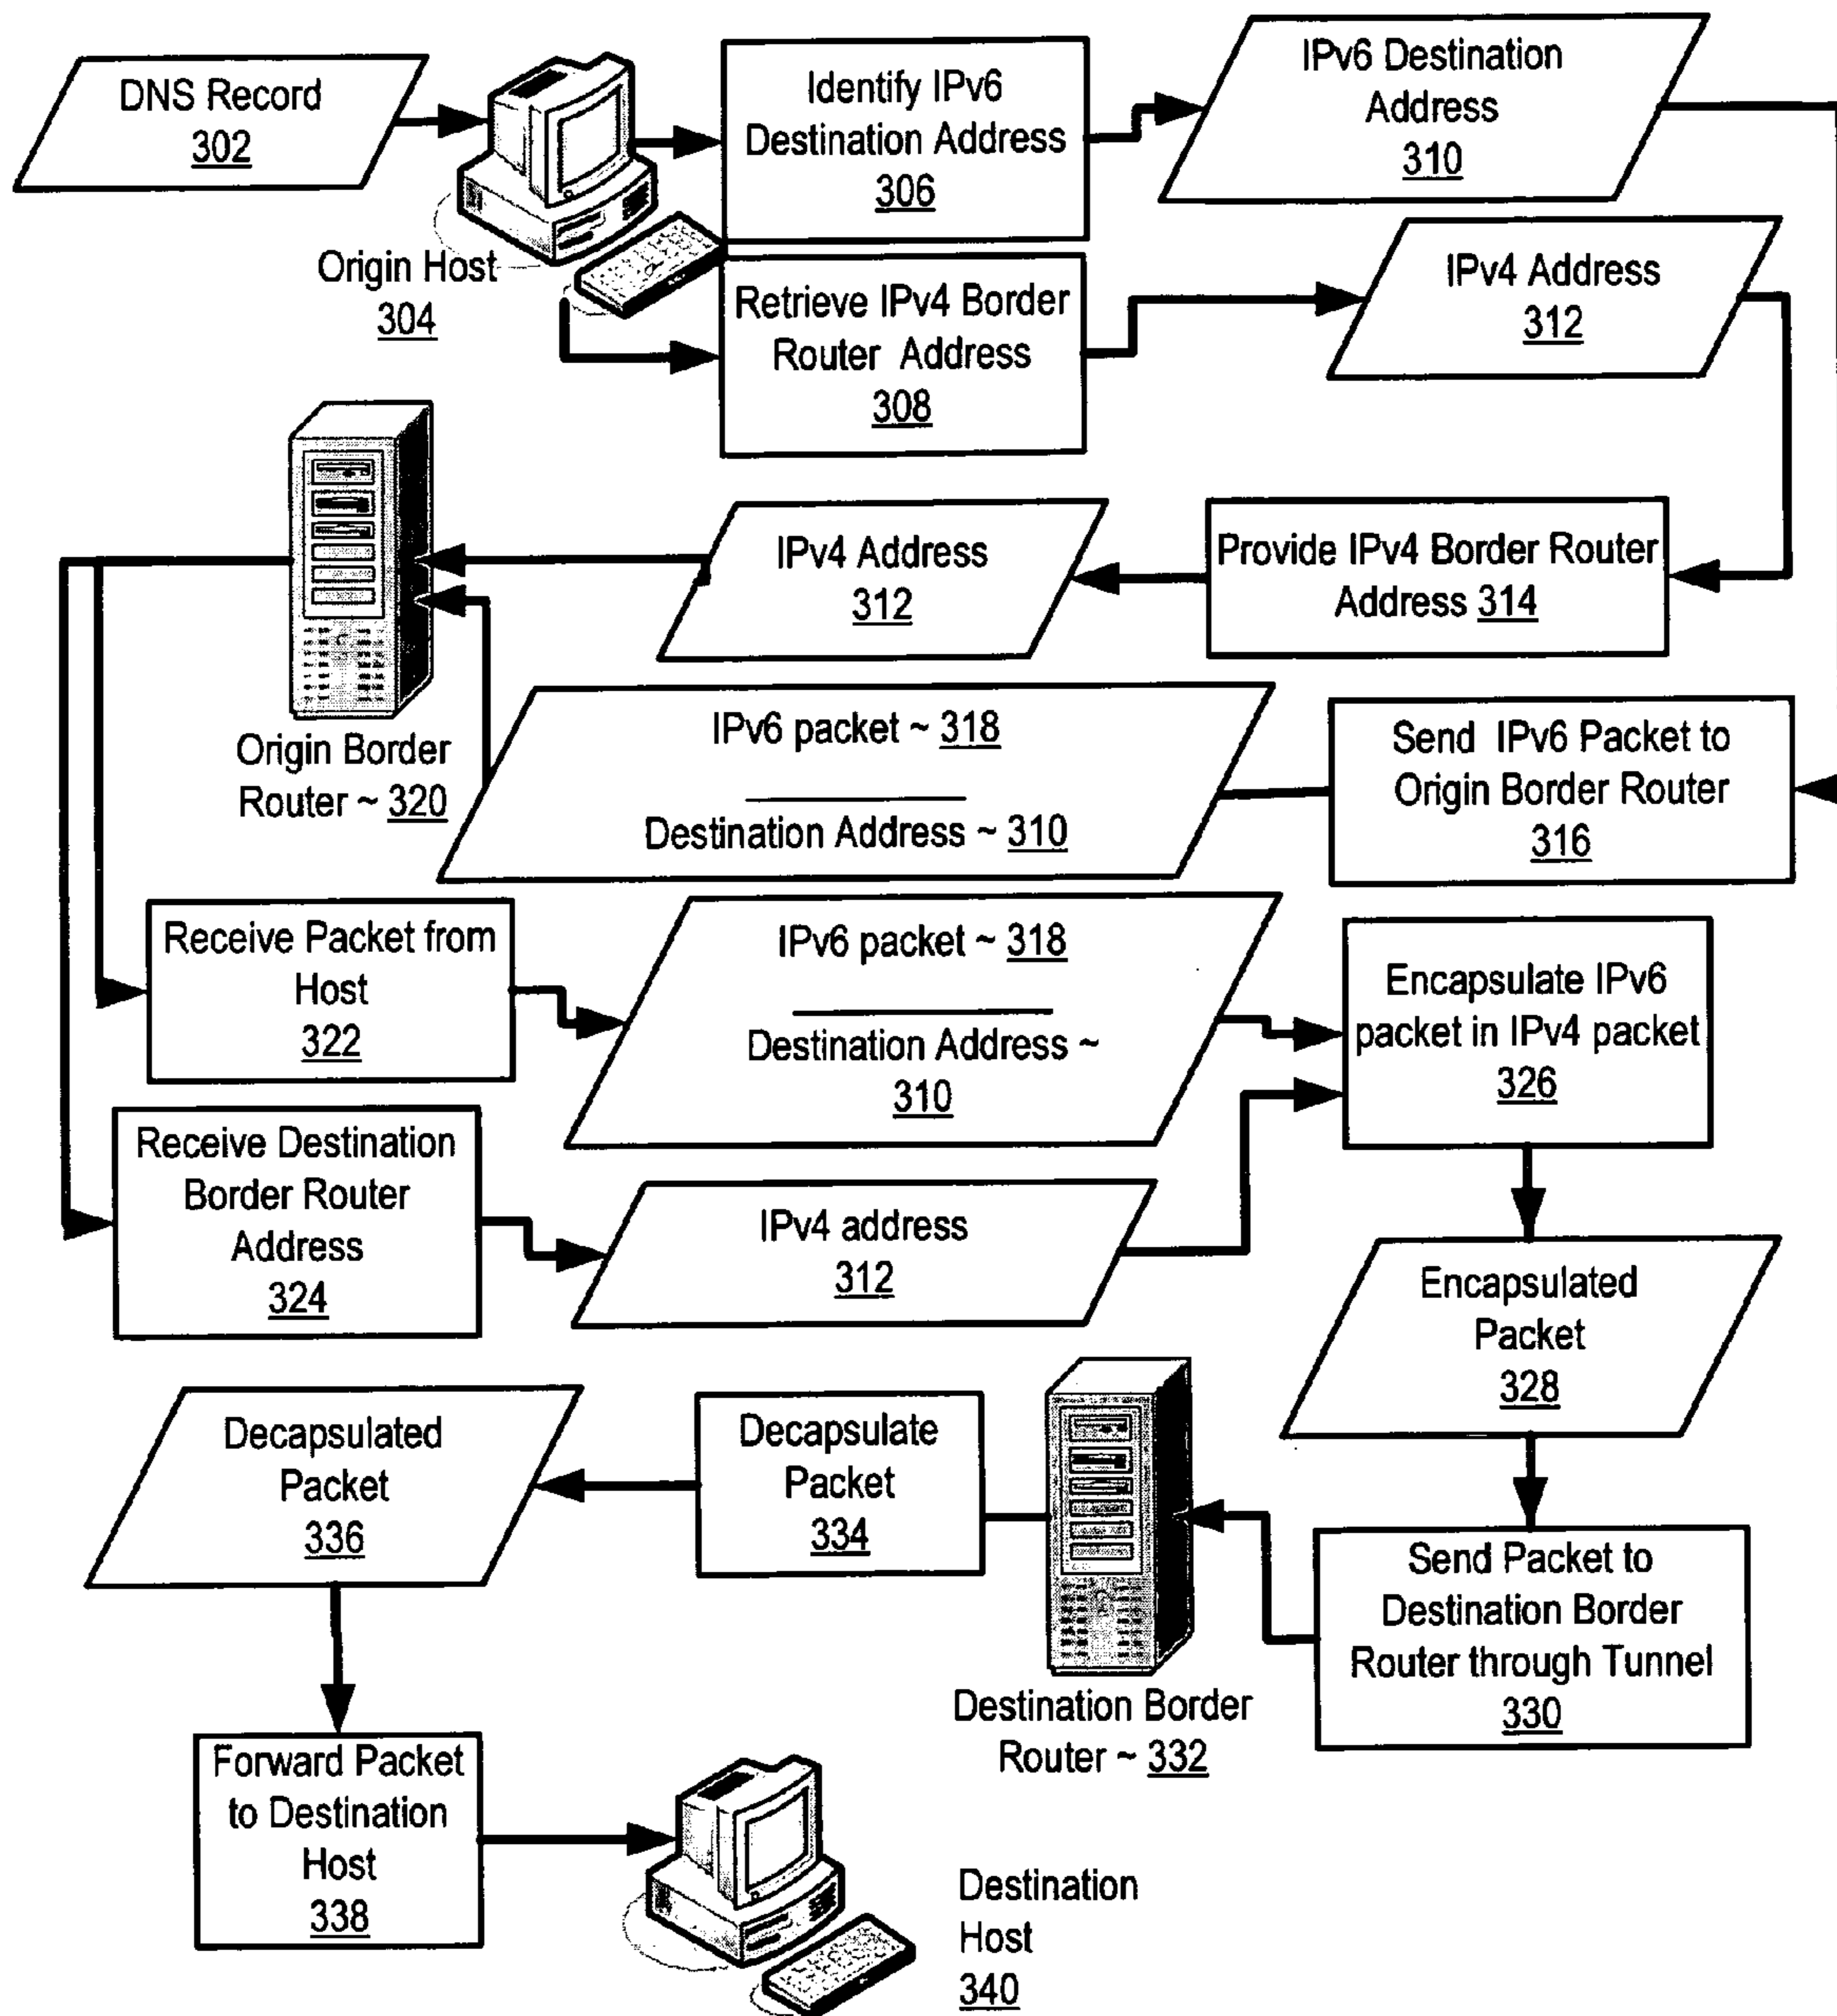 DNS Record
302
Origin Host
304
Identify IPv6
Destination Address
306
IPv6 Destination
Address
310
Retrieve IPv4 Border
Router Address
308
IPv4 Address
312
Provide IPv4 Border Router
Address 314
IPv4 Address
312
Origin Border
Router ~ 320
IPv6 packet ~ 318
Destination Address ~ 310
Send IPv6 Packet to
Origin Border Router
316
Receive Packet from
Host
322
IPv6 packet ~ 318
Destination Address ~
310
Encapsulate IPv6
packet in IPv4 packet
326
Receive Destination
Border Router
Address
324
IPv4 address
312
Encapsulated
Packet
328
Decapsulated
Packet
336
Decapsulate
Packet
334
Destination Border
Router ~ 332
Send Packet to
Destination Border
Router through Tunnel
330
Forward Packet
to Destination
Host
338
Destination
Host
340